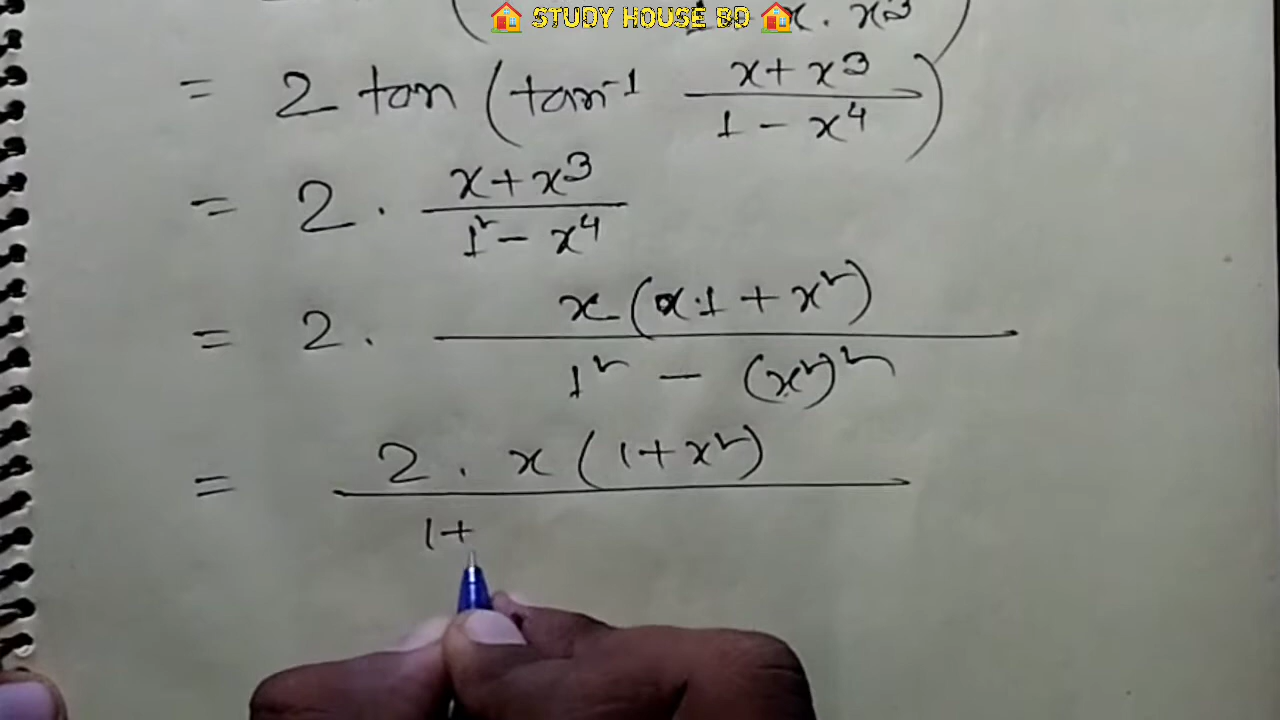 🏠 STUDY HOUSE BD 🏠
x . x³ )
= 2 tan ( tan⁻¹ (x + x³) / (1 - x⁴) )
= 2 . (x + x³) / (1² - x⁴)
= 2 . x(x.1 + x²) / (1² - (x²)²)
= 2 . x(1 + x²) / 1+